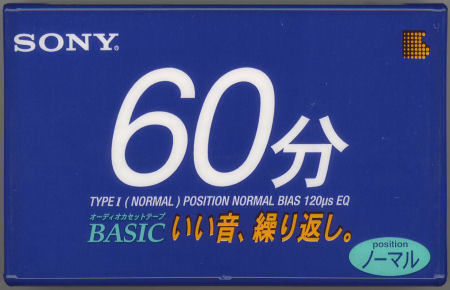 SONY®
60分
TYPE I ( NORMAL ) POSITION NORMAL BIAS 120μs EQ
オーディオカセットテープ
BASIC いい音、繰り返し。
position
ノーマル